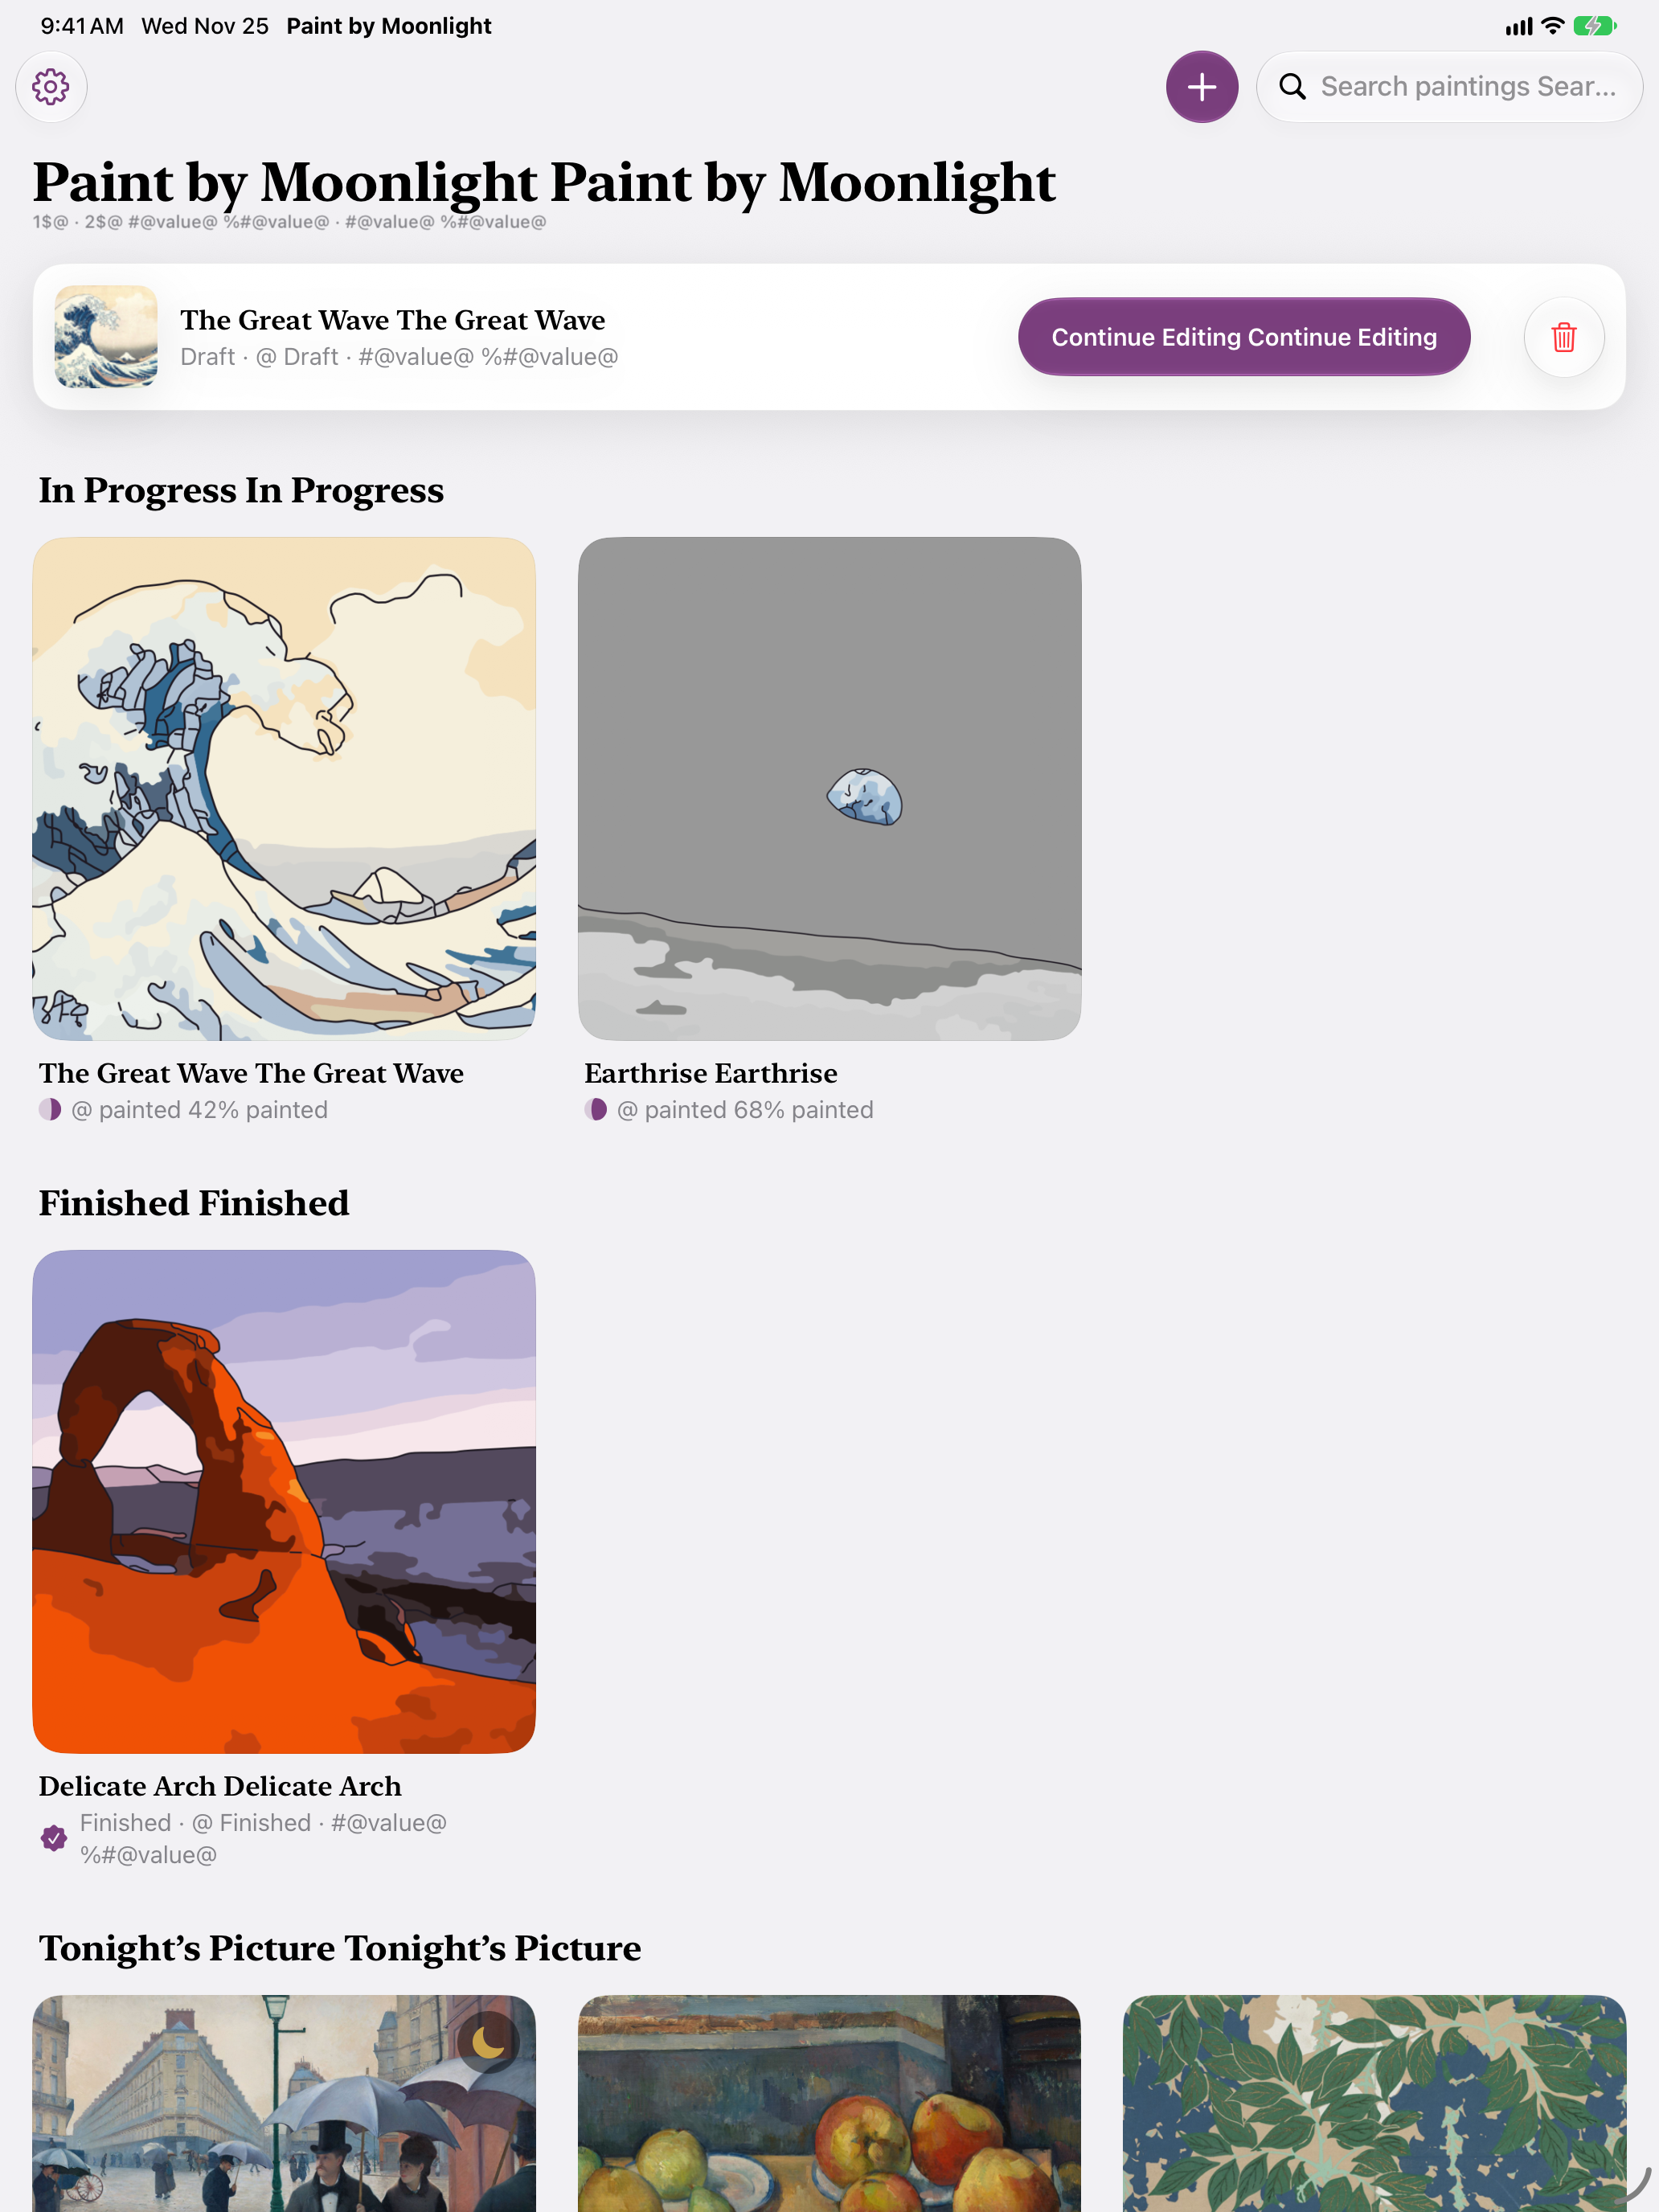 9:41 AM Wed Nov 25 Paint by Moonlight
Search paintings Sear...
Paint by Moonlight Paint by Moonlight
1$@ · 2$@ #@value@ %#@value@ · #@value@ %#@value@
The Great Wave The Great Wave
Draft · @ Draft · #@value@ %#@value@
Continue Editing Continue Editing
In Progress In Progress
The Great Wave The Great Wave
@ painted 42% painted
Earthrise Earthrise
@ painted 68% painted
Finished Finished
Delicate Arch Delicate Arch
Finished · @ Finished · #@value@
%#@value@
Tonight’s Picture Tonight’s Picture